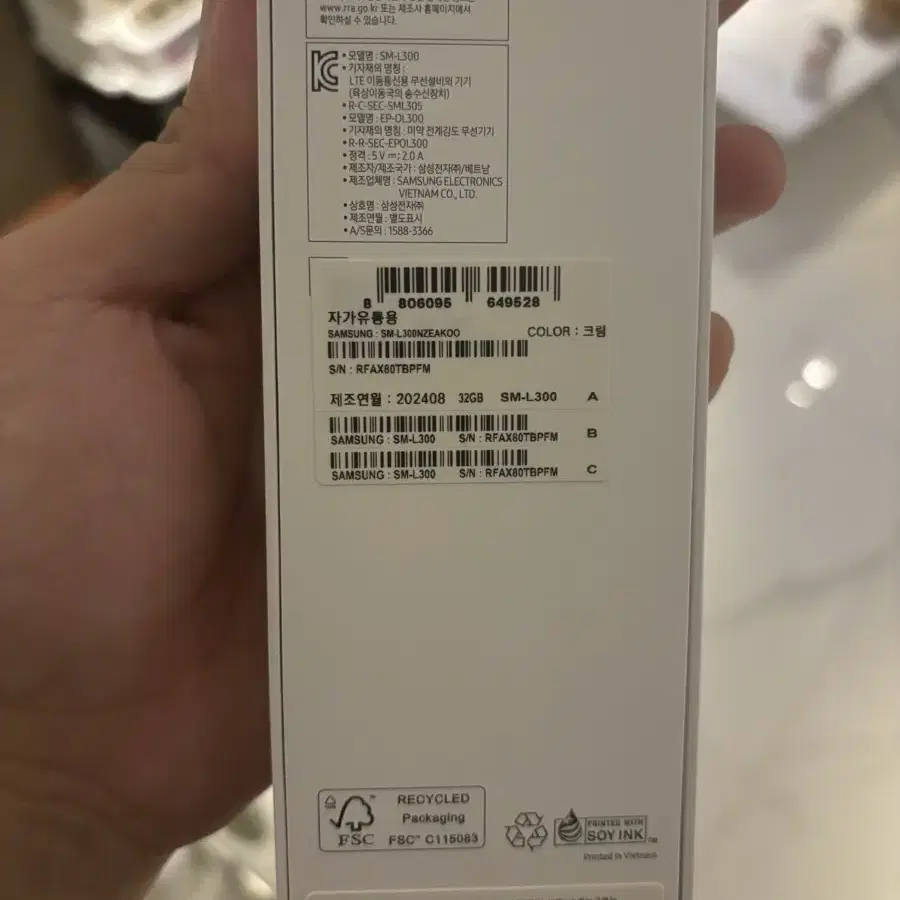 www.rra.go.kr 또는 제조사 홈페이지에서
확인하실 수 있습니다.
• 모델명 : SM-L300
• 기자재의 명칭 :
LTE 이동통신용 무선설비의 기기
(육상이동국의 송수신장치)
• R-C-SEC-SML305
• 모델명 : EP-OL300
• 기자재의 명칭 : 미약 전계강도 무선기기
• R-R-SEC-EPOL300
• 정격 : 5 V ⎓; 2.0 A
• 제조자/제조국가 : 삼성전자㈜/베트남
• 제조업체명 : SAMSUNG ELECTRONICS
VIETNAM CO., LTD.
• 상호명 : 삼성전자㈜
• 제조연월 : 별도표시
• A/S문의 : 1588-3366
8 806095 649528
자가유통용
SAMSUNG : SM-L300NZEAKOO COLOR : 크림
S/N : RFAX80TBPFM
제조연월 : 202408 32GB SM-L300 A
SAMSUNG : SM-L300 S/N : RFAX80TBPFM B
SAMSUNG : SM-L300 S/N : RFAX80TBPFM C
RECYCLED
Packaging
FSC™ C115083
FSC
PRINTED WITH
SOY INK™
Printed in Vietnam